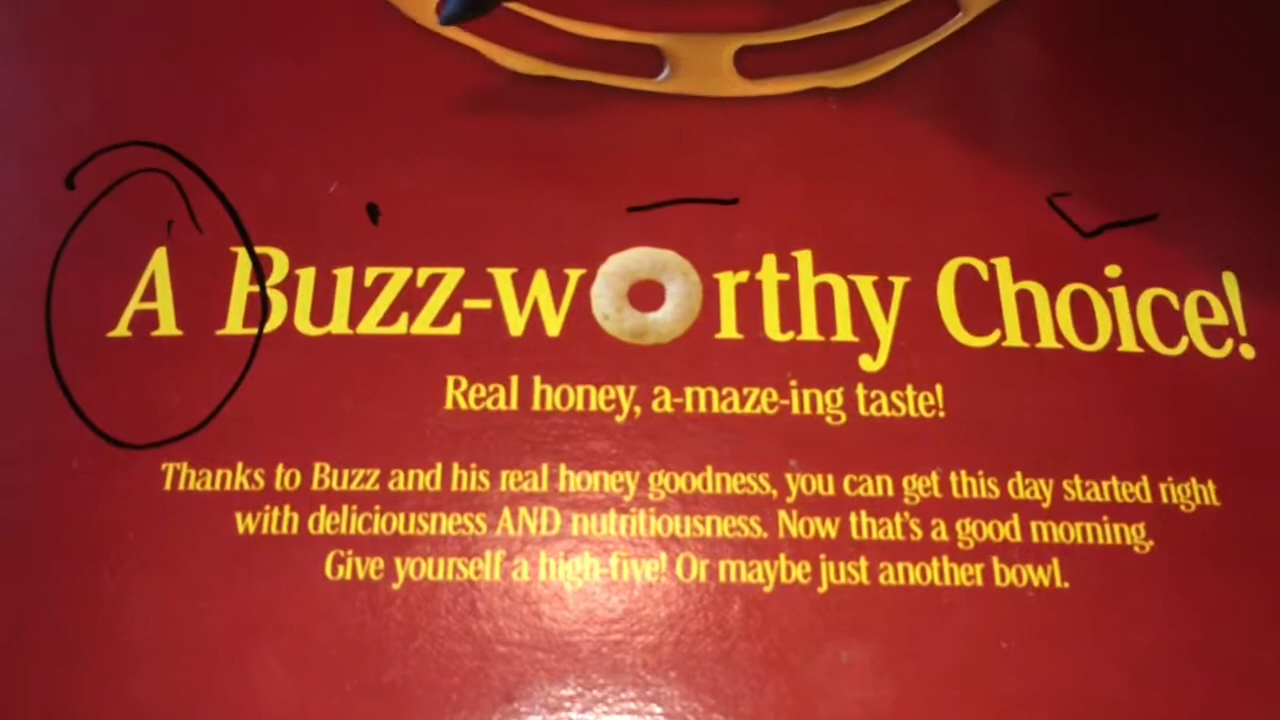 A Buzz-worthy Choice!
Real honey, a-maze-ing taste!
Thanks to Buzz and his real honey goodness, you can get this day started right
with deliciousness AND nutritiousness. Now that's a good morning.
Give yourself a high-five! Or maybe just another bowl.